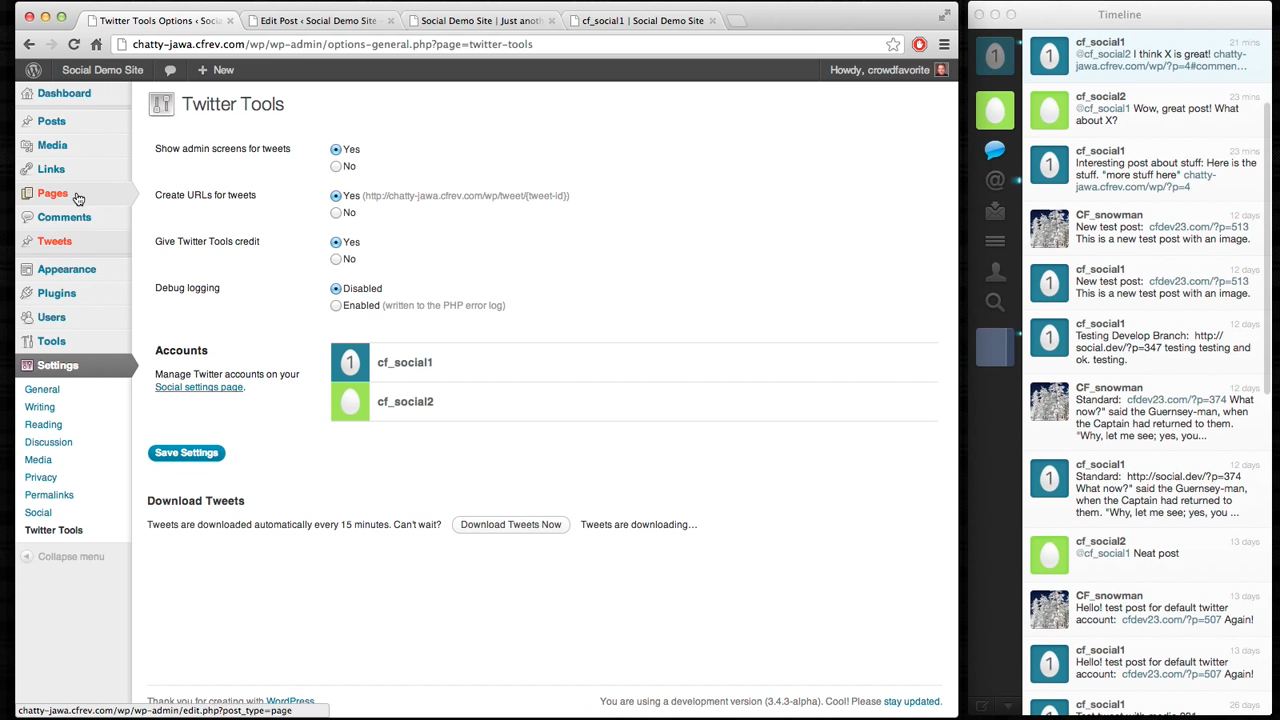 Twitter Tools Options ‹ Soci
Edit Post ‹ Social Demo Site
Social Demo Site | Just anot
cf_social1 | Social Demo Site
chatty-jawa.cfrev.com/wp/wp-admin/options-general.php?page=twitter-tools
Social Demo Site
New
Howdy, crowdfavorite
Dashboard
Posts
Media
Links
Pages
Comments
Tweets
Appearance
Plugins
Users
Tools
Settings
General
Writing
Reading
Discussion
Media
Privacy
Permalinks
Social
Twitter Tools
Collapse menu
Twitter Tools
Show admin screens for tweets
Yes
No
Create URLs for tweets
Yes (http://chatty-jawa.cfrev.com/wp/tweet/{tweet-id})
No
Give Twitter Tools credit
Yes
No
Debug logging
Disabled
Enabled (written to the PHP error log)
Accounts
Manage Twitter accounts on your
Social settings page.
1
cf_social1
cf_social2
Save Settings
Download Tweets
Tweets are downloaded automatically every 15 minutes. Can't wait?
Download Tweets Now
Tweets are downloading...
Thank you for creating with WordPress
You are using a development version (3.4.3-alpha). Cool! Please stay updated.
chatty-jawa.cfrev.com/wp/wp-admin/edit.php?post_type=page
Timeline
1
@
1
cf_social1
21 mins
@cf_social2 I think X is great! chatty-
jawa.cfrev.com/wp/?p=4#commen...
cf_social2
23 mins
@cf_social1 Wow, great post! What
about X?
1
cf_social1
23 mins
Interesting post about stuff: Here is the
stuff. "more stuff here" chatty-
jawa.cfrev.com/wp/?p=4
CF_snowman
12 days
New test post: cfdev23.com/?p=513
This is a new test post with an image.
1
cf_social1
12 days
New test post: cfdev23.com/?p=513
This is a new test post with an image.
1
cf_social1
12 days
Testing Develop Branch: http://
social.dev/?p=347 testing testing and
ok. testing.
CF_snowman
12 days
Standard: cfdev23.com/?p=374 What
now?" said the Guernsey-man, when
the Captain had returned to them.
"Why, let me see; yes, you...
1
cf_social1
12 days
Standard: http://social.dev/?p=374
What now?" said the Guernsey-man,
when the Captain had returned to
them. "Why, let me see; yes, you ...
cf_social2
13 days
@cf_social1 Neat post
CF_snowman
13 days
Hello! test post for default twitter
account: cfdev23.com/?p=507 Again!
1
cf_social1
13 days
Hello! test post for default twitter
account: cfdev23.com/?p=507 Again!
cf_social1
26 days